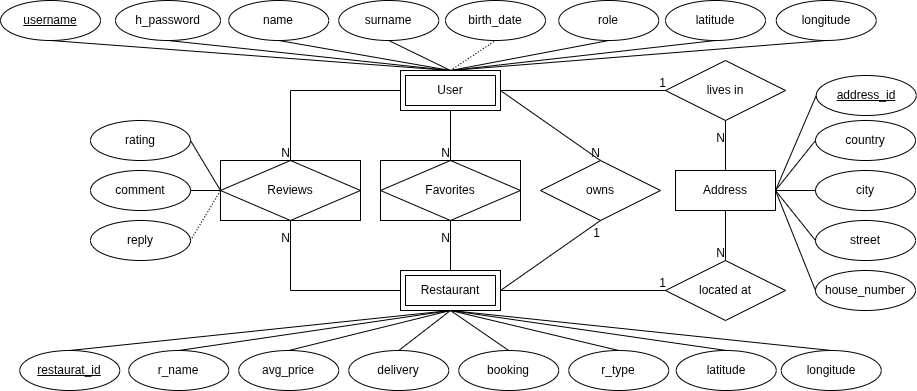 username
h_password
name
surname
birth_date
role
latitude
longitude
User
1
lives in
N
address_id
country
city
street
house_number
Address
rating
comment
reply
N
Reviews
N
N
Favorites
N
N
owns
1
N
located at
1
Restaurant
restaurat_id
r_name
avg_price
delivery
booking
r_type
latitude
longitude